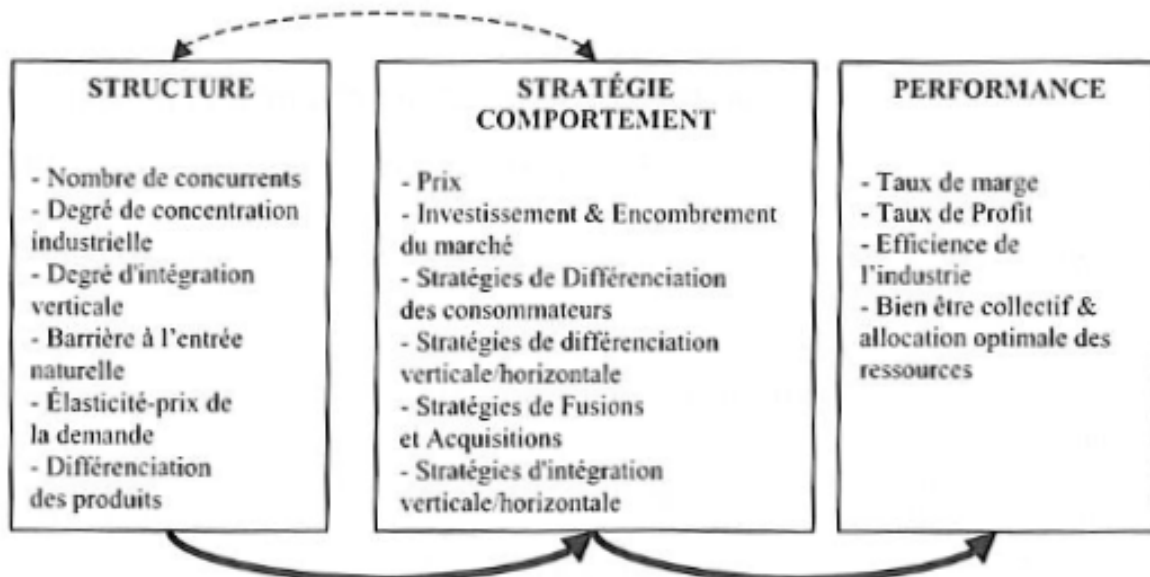 STRUCTURE
- Nombre de concurrents
- Degré de concentration
industrielle
- Degré d'intégration
verticale
- Barrière à l'entrée
naturelle
- Élasticité-prix de
la demande
- Différenciation
des produits
STRATÉGIE
COMPORTEMENT
- Prix
- Investissement & Encombrement
du marché
- Stratégies de Différenciation
des consommateurs
- Stratégies de différenciation
verticale/horizontale
- Stratégies de Fusions
et Acquisitions
- Stratégies d'intégration
verticale/horizontale
PERFORMANCE
- Taux de marge
- Taux de Profit
- Efficience de
l'industrie
- Bien être collectif &
allocation optimale des
ressources